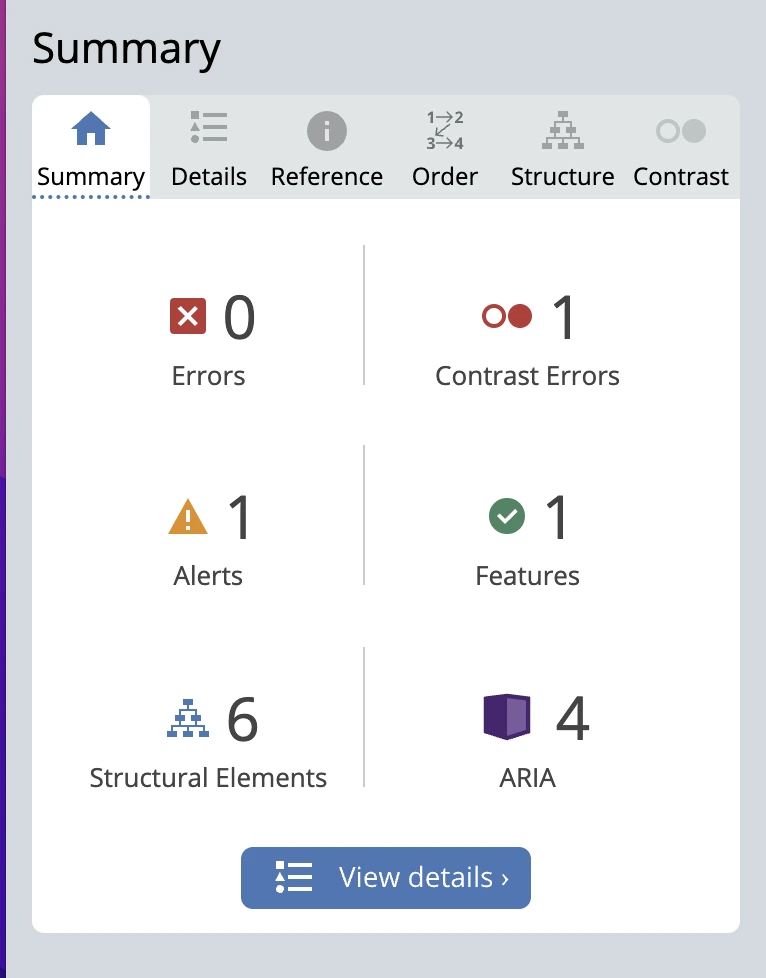 Summary
1→2
3→4
Summary Details Reference Order Structure Contrast
0 1
Errors Contrast Errors
1 1
Alerts Features
6 4
Structural Elements ARIA
View details ›